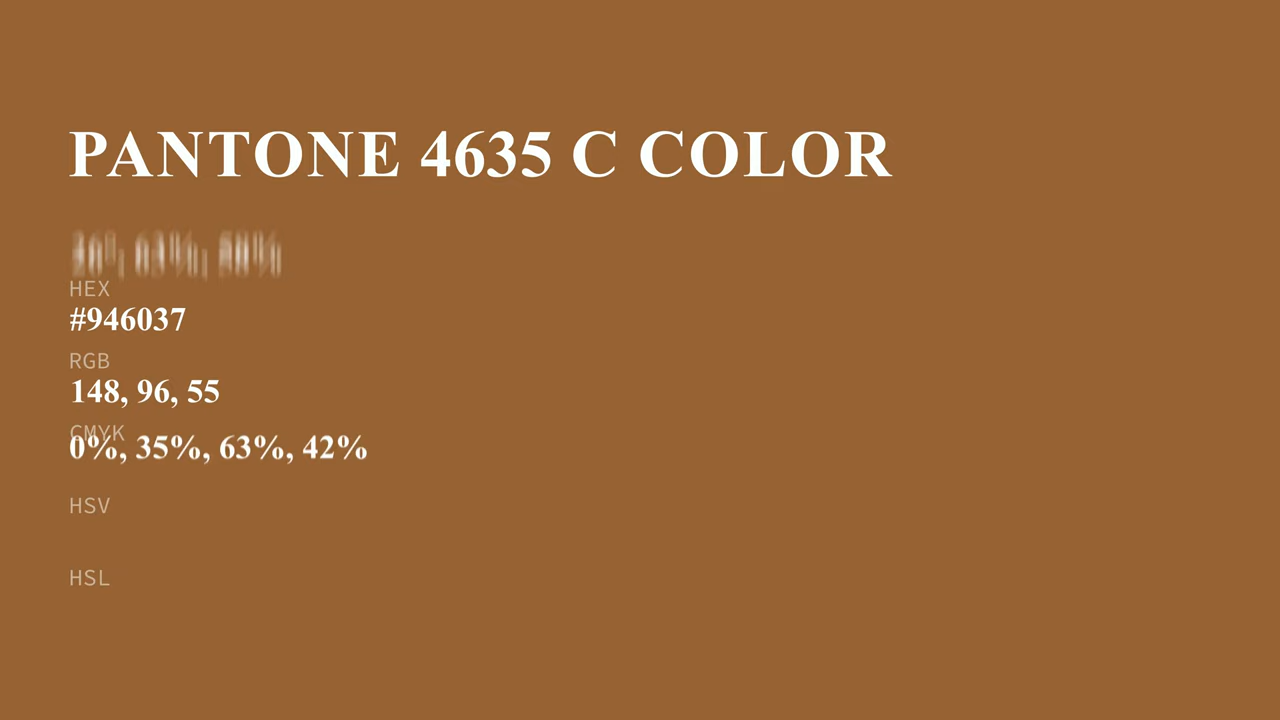 PANTONE 4635 C COLOR
HEX
#946037
RGB
148, 96, 55
CMYK
0%, 35%, 63%, 42%
HSV
HSL